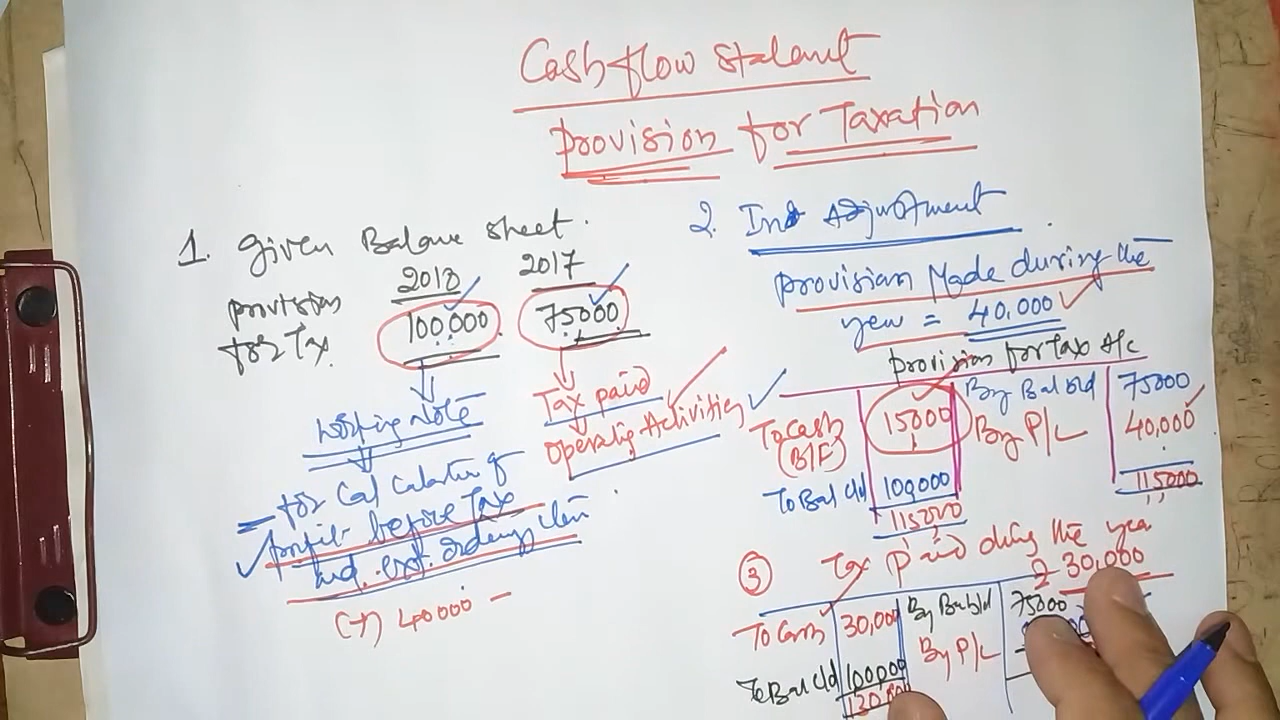 Cash flow Statement
Provision for Taxation
1. Given Balance Sheet.
2018 2017
provision for Tax 100,000 75000
Working Note
Tax paid
operating Activities
for Calculation of
profit before Tax
and ext. ordinary item
(+) 40000
2. In Adjustment
provision Made during the
year = 40,000
Provision for Tax A/c
To Cash (B/F) 15000 By Bal b/d 75000
By P/L 40,000
To Bal c/d 100000
115000 115000
③ Tax paid during the year
30,000
To Cash 30,000 By Bal b/d 75000
By P/L
To Bal c/d 100000